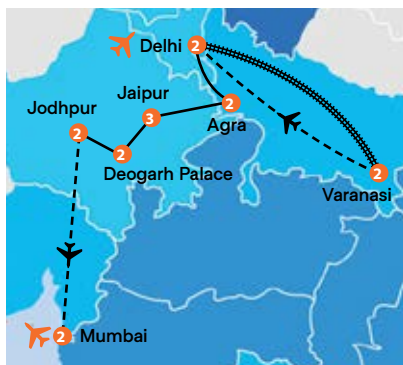 Delhi 2
Jodhpur
Jaipur
2
3
2
Agra
2
Deogarh Palace
2
Varanasi
2 Mumbai